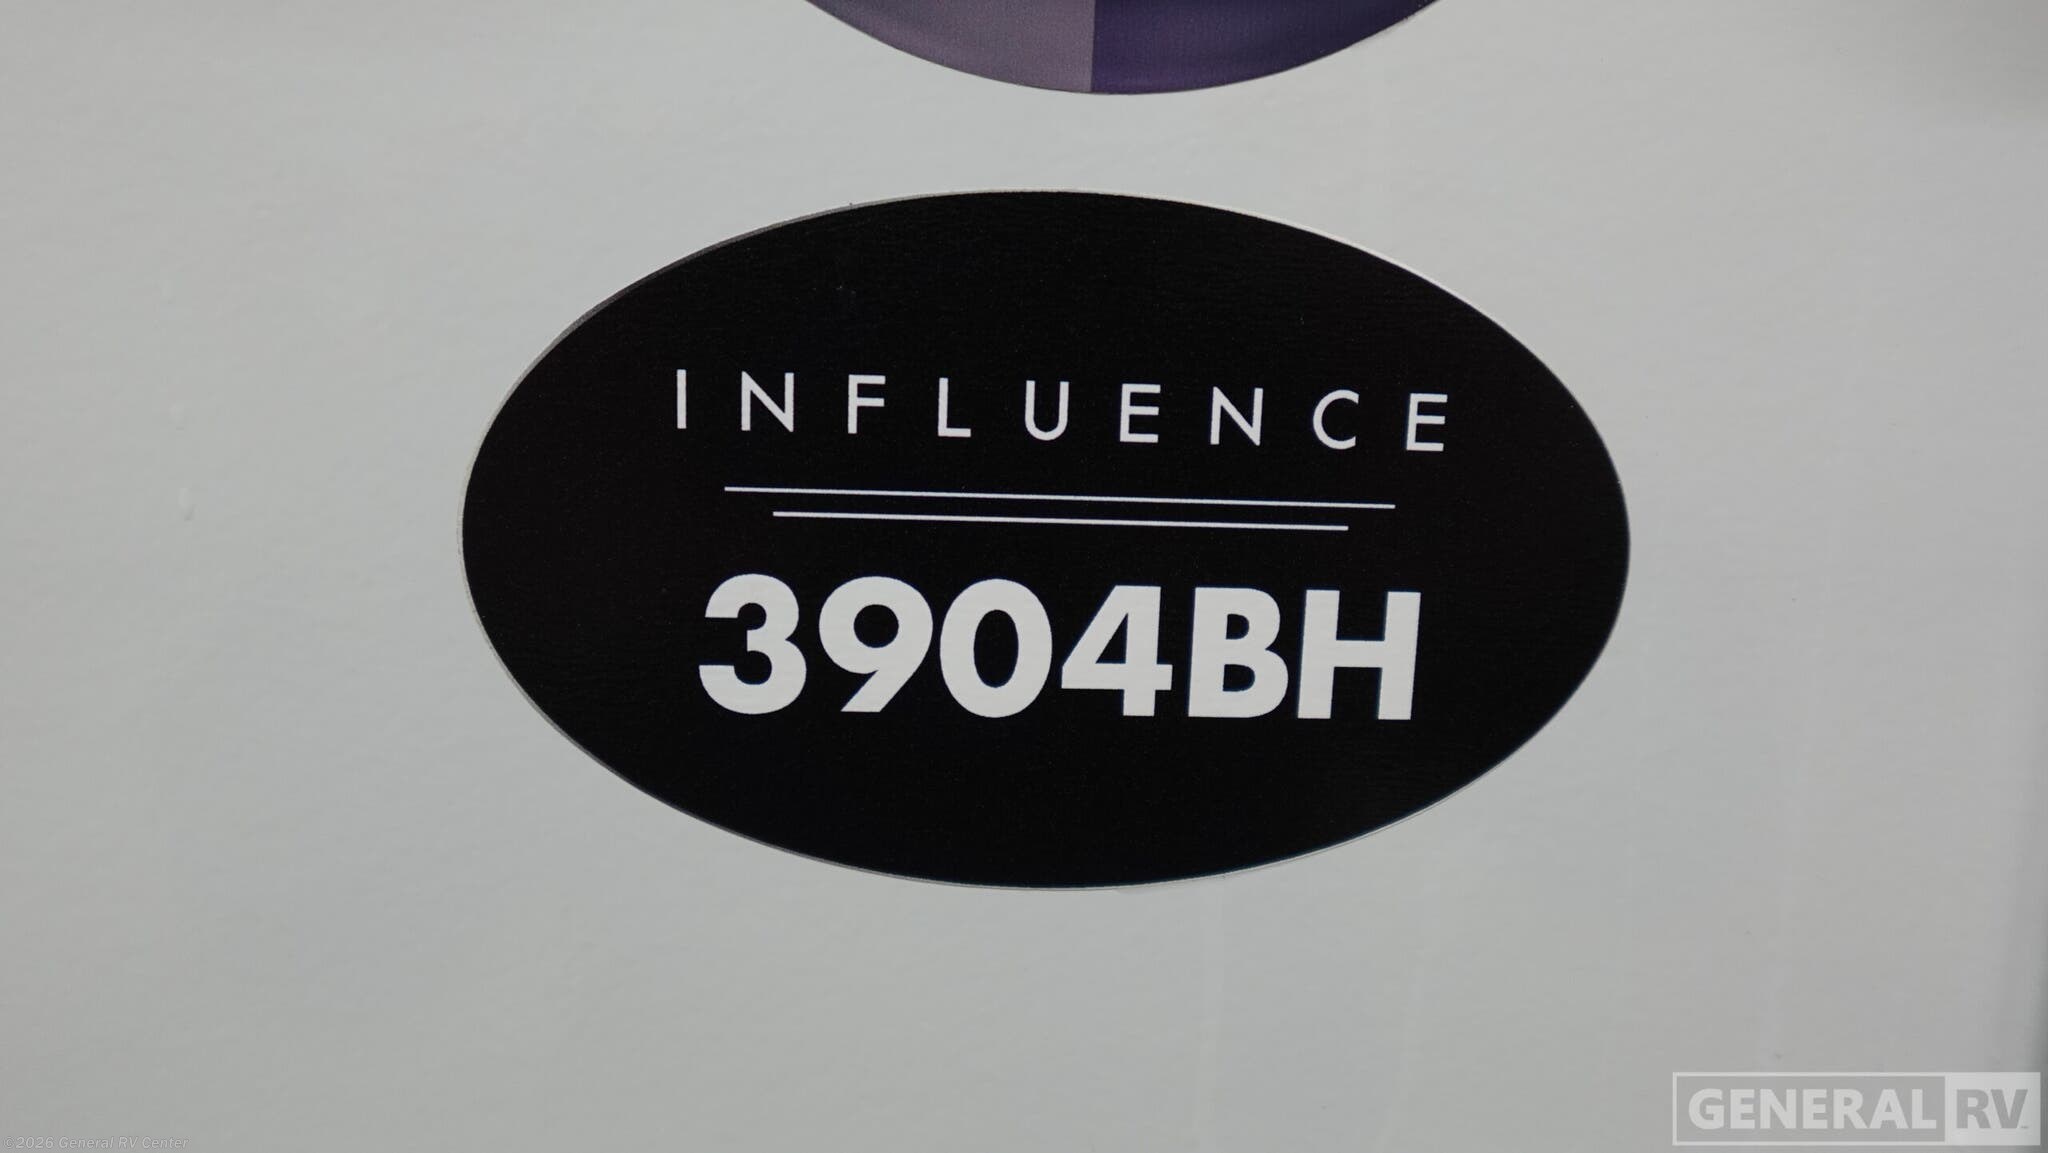 INFLUENCE
3904BH
GENERAL RV
©2026 General RV Center